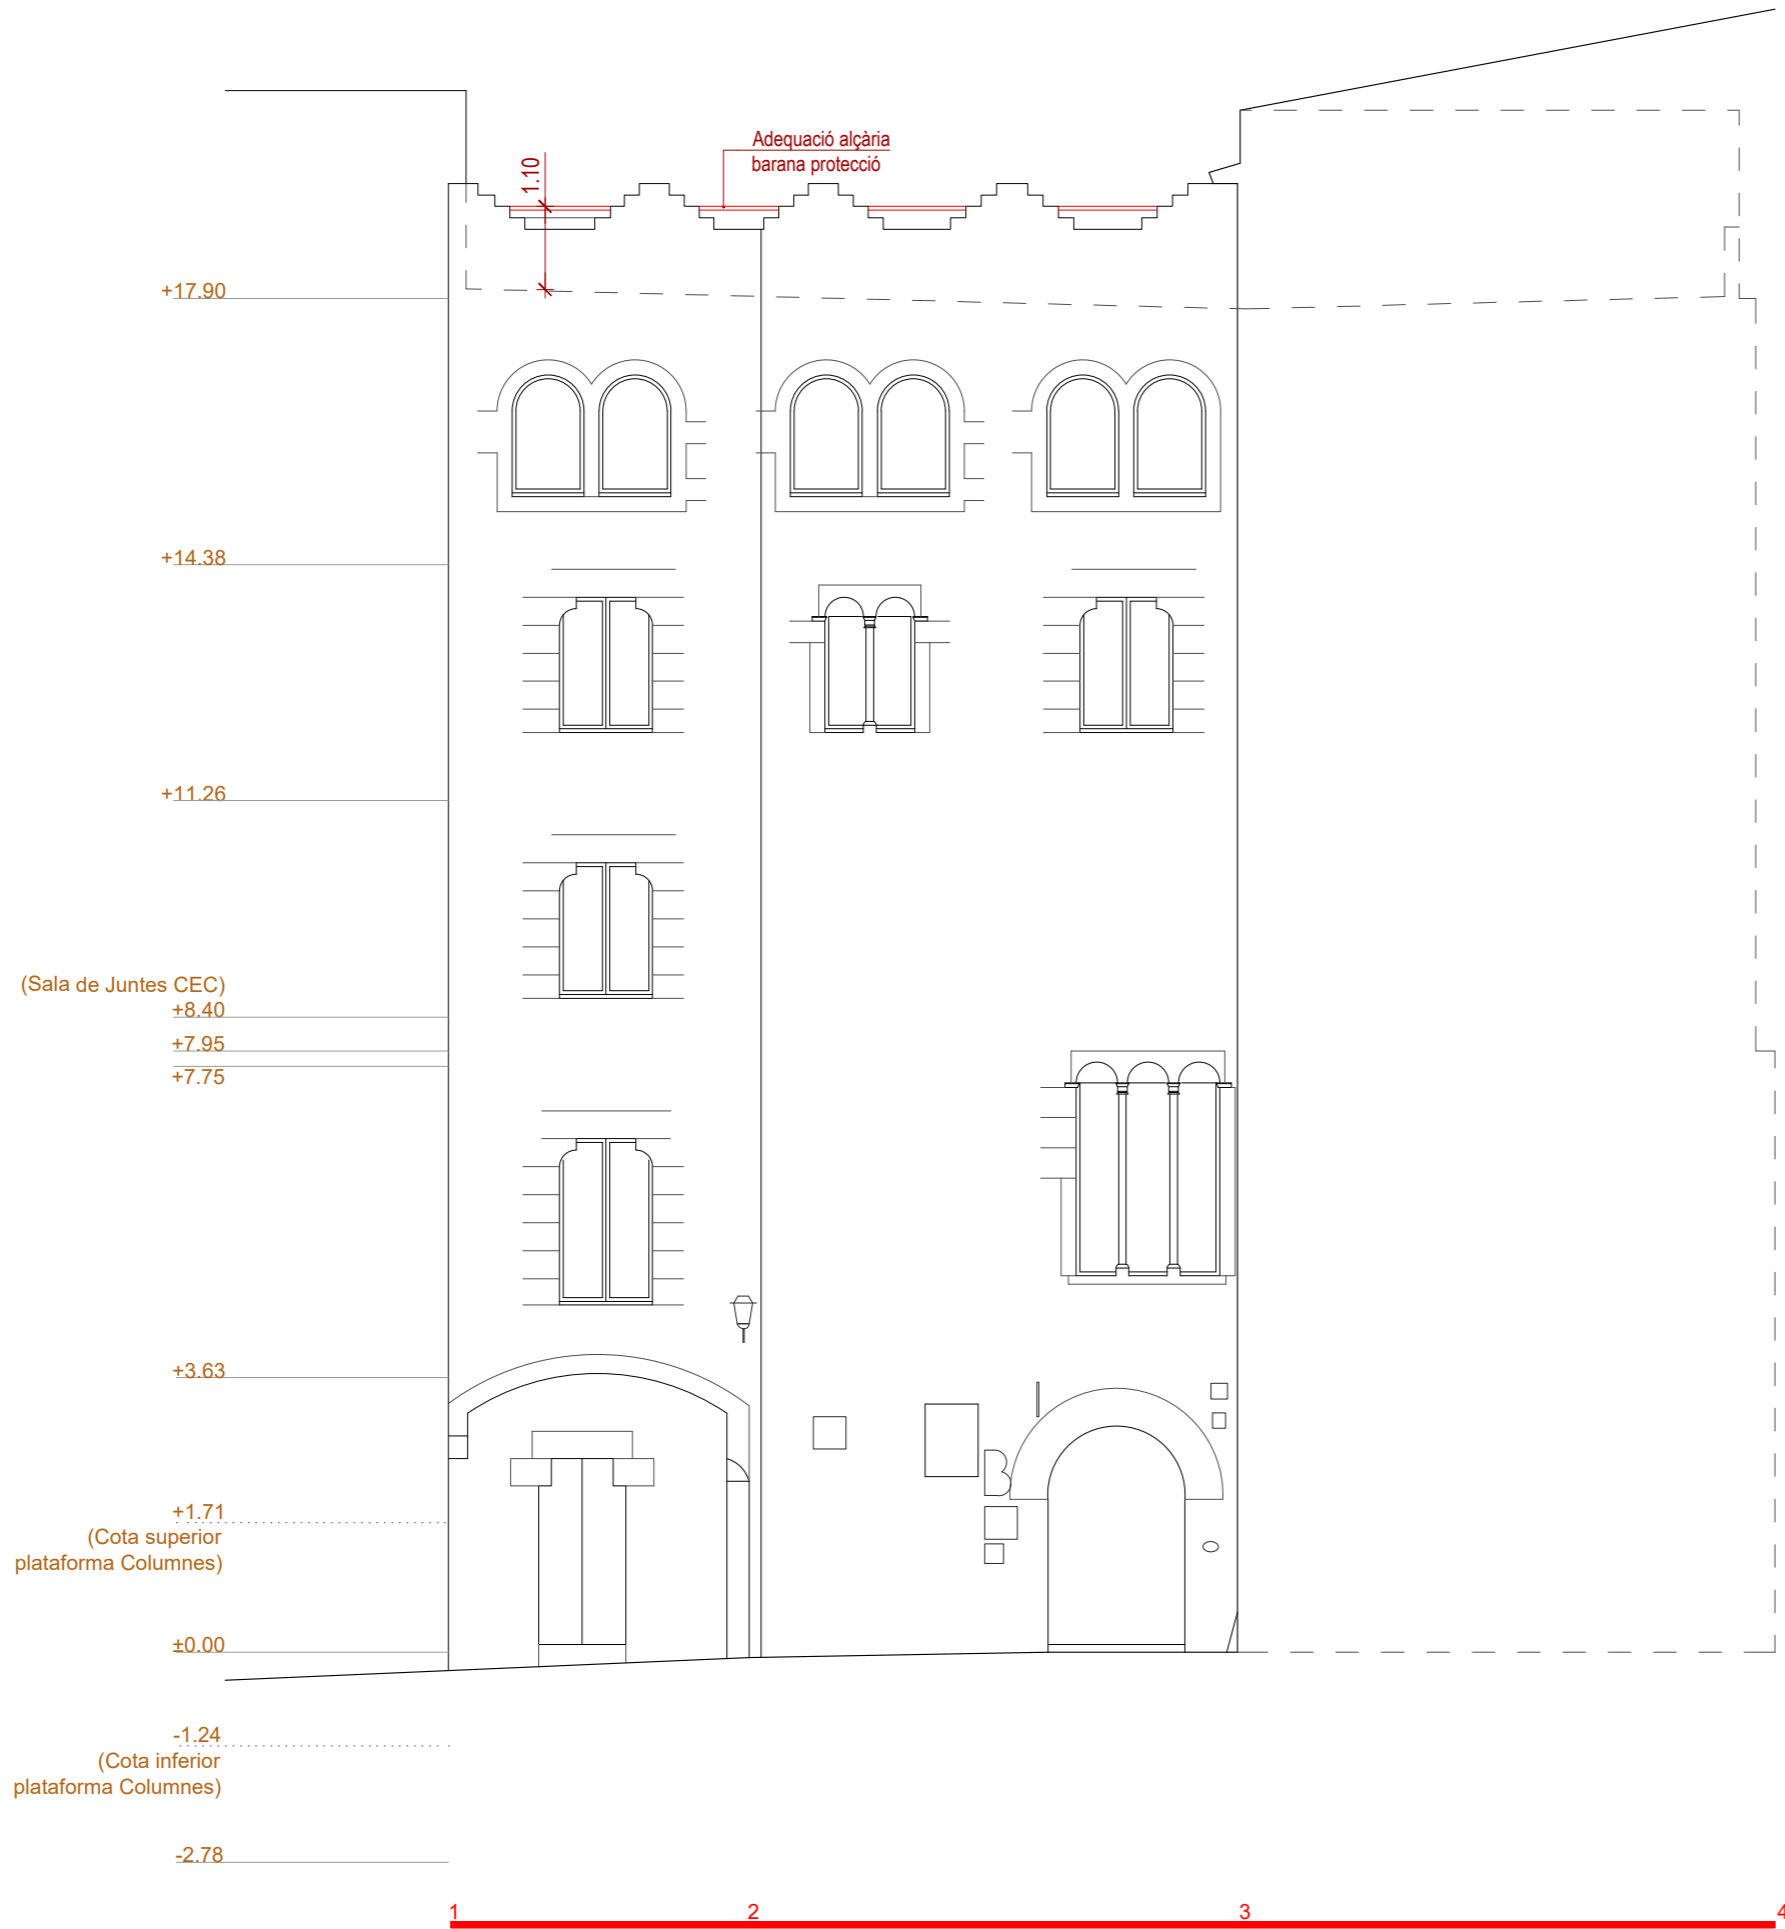 Adequació alçària
barana protecció
1.10
+17.90
+14.38
+11.26
(Sala de Juntes CEC)
+8.40
+7.95
+7.75
+3.63
+1.71
(Cota superior
plataforma Columnes)
±0.00
-1.24
(Cota inferior
plataforma Columnes)
-2.78
1 2 3 4